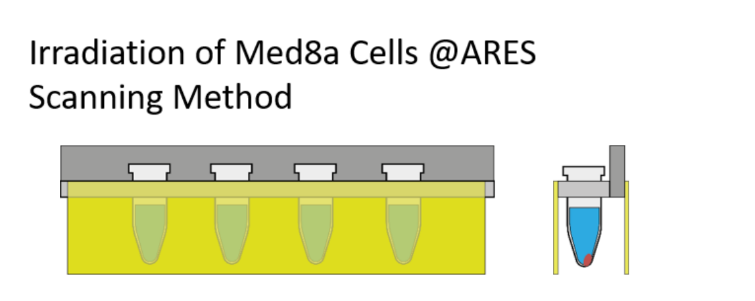 Irradiation of Med8a Cells @ARES
Scanning Method